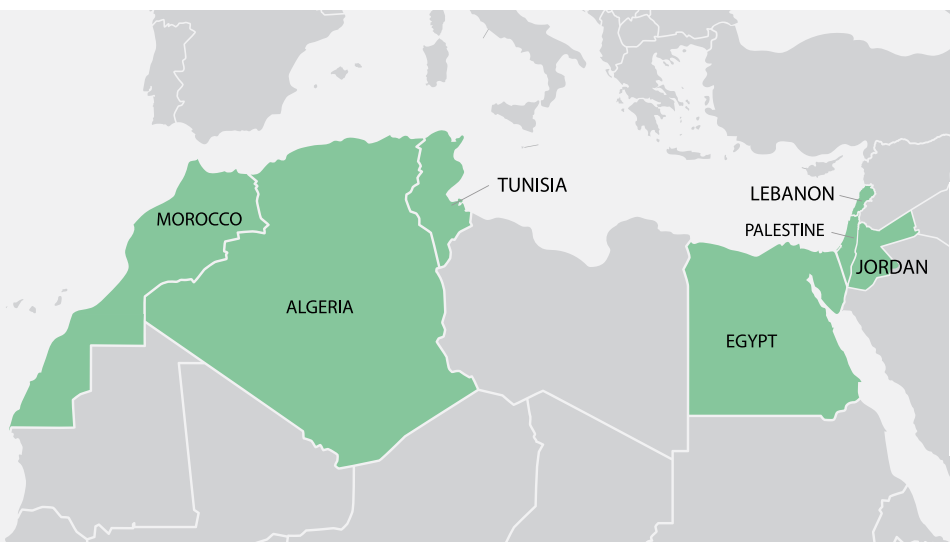 TUNISIA
LEBANON
MOROCCO
PALESTINE
JORDAN
ALGERIA
EGYPT